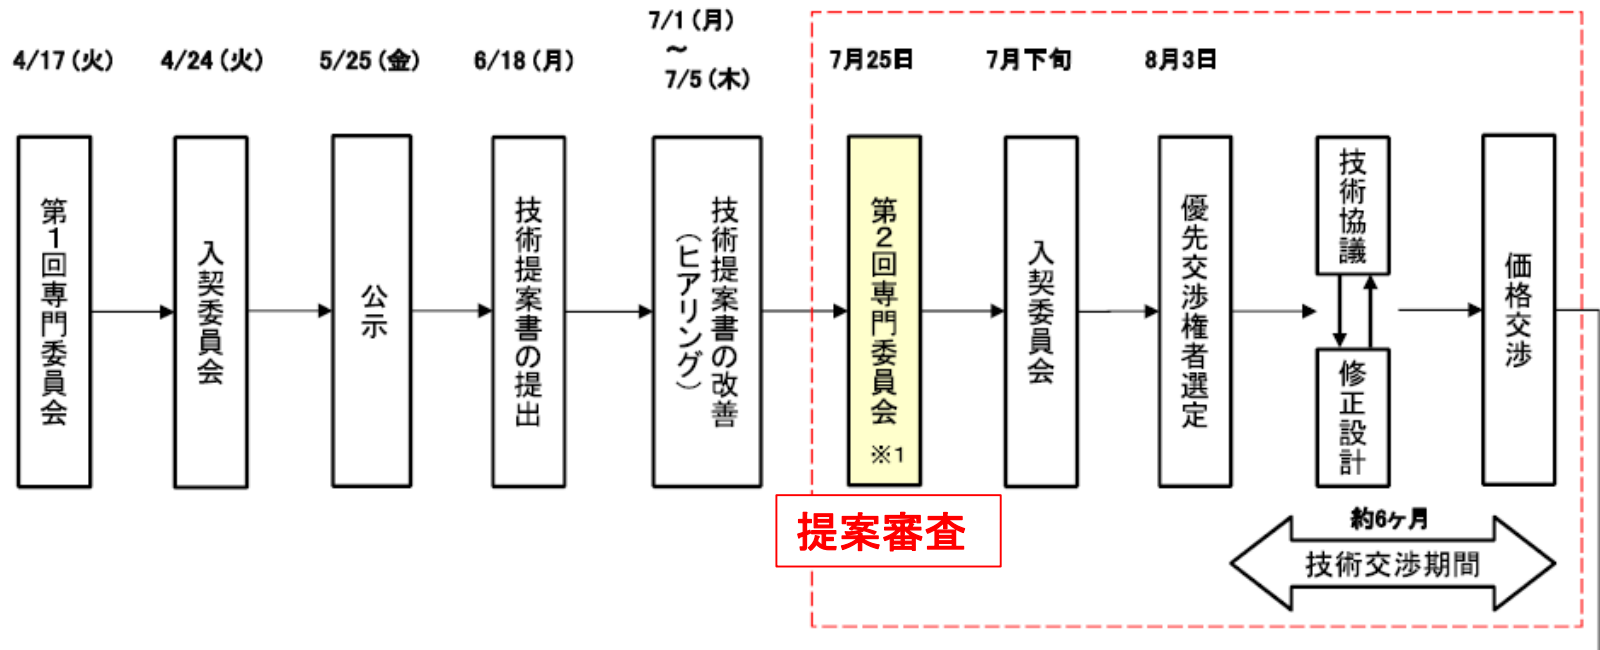 4/17(火)
4/24(火)
5/25(金)
6/18(月)
7/1(月)
～
7/5(木)
7月25日
7月下旬
8月3日
第1回専門委員会
入契委員会
公示
技術提案書の提出
技術提案書の改善
(ヒアリング)
第2回専門委員会 ※1
入契委員会
優先交渉権者選定
技術協議
修正設計
価格交渉
提案審査
約6ヶ月
技術交渉期間